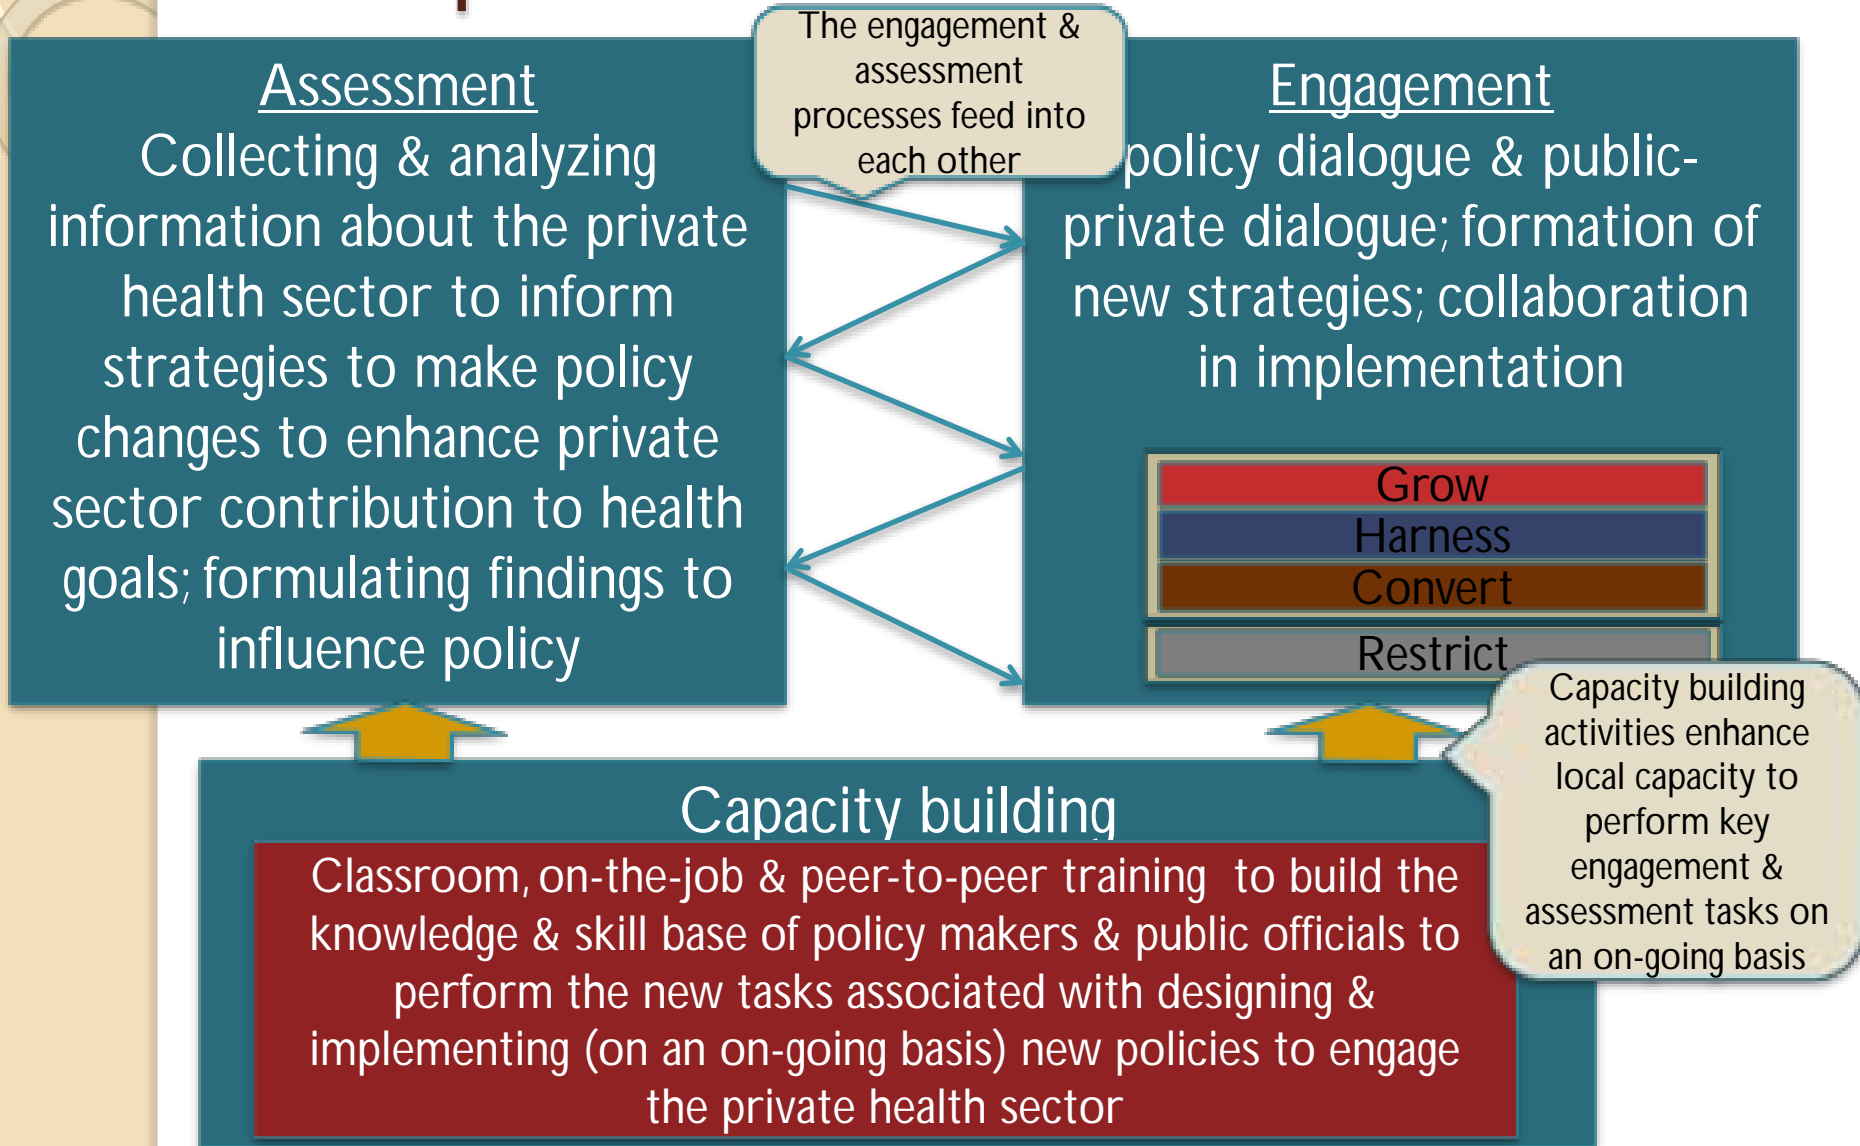 Assessment
Collecting & analyzing
information about the private
health sector to inform
strategies to make policy
changes to enhance private
sector contribution to health
goals; formulating findings to
influence policy
The engagement &
assessment
processes feed into
each other
Engagement
policy dialogue & public-
private dialogue; formation of
new strategies; collaboration
in implementation
Grow
Harness
Convert
Restrict
Capacity building
activities enhance
local capacity to
perform key
engagement &
assessment tasks on
an on-going basis
Capacity building
Classroom, on-the-job & peer-to-peer training to build the
knowledge & skill base of policy makers & public officials to
perform the new tasks associated with designing &
implementing (on an on-going basis) new policies to engage
the private health sector